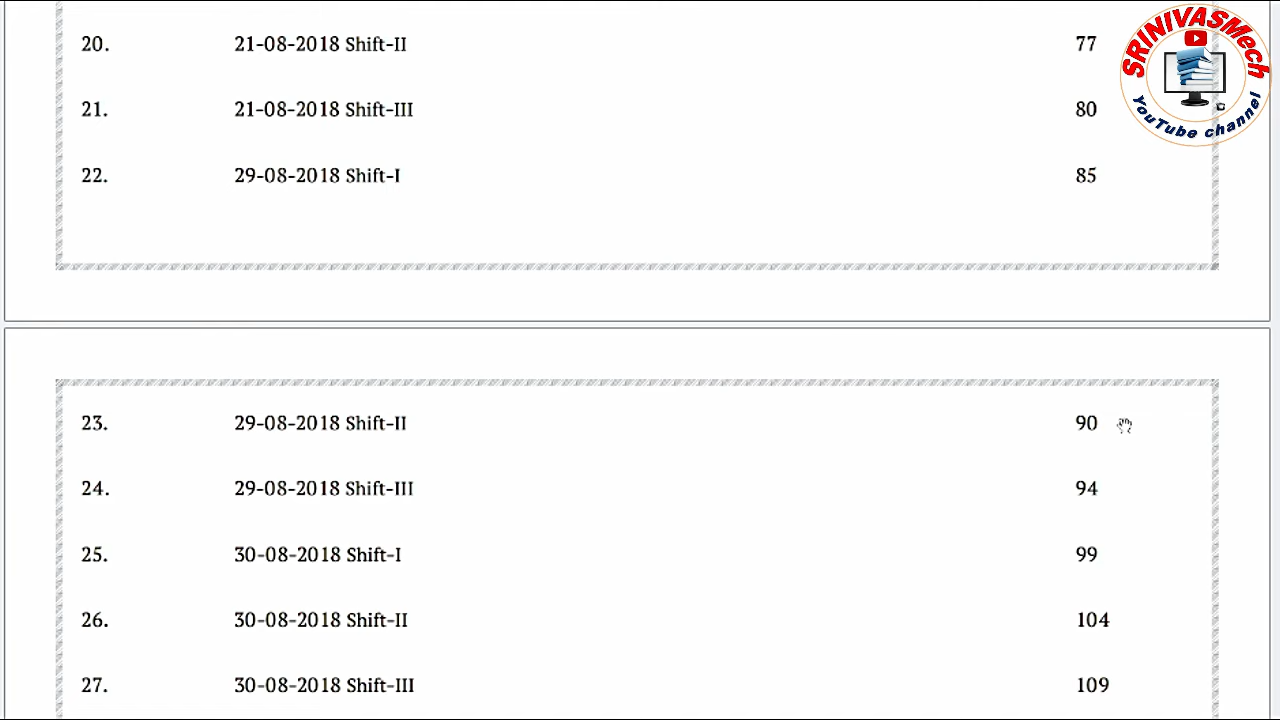 20. 21-08-2018 Shift-II 77
21. 21-08-2018 Shift-III 80
22. 29-08-2018 Shift-I 85
23. 29-08-2018 Shift-II 90
24. 29-08-2018 Shift-III 94
25. 30-08-2018 Shift-I 99
26. 30-08-2018 Shift-II 104
27. 30-08-2018 Shift-III 109
SRINIVASMech
YouTube channel